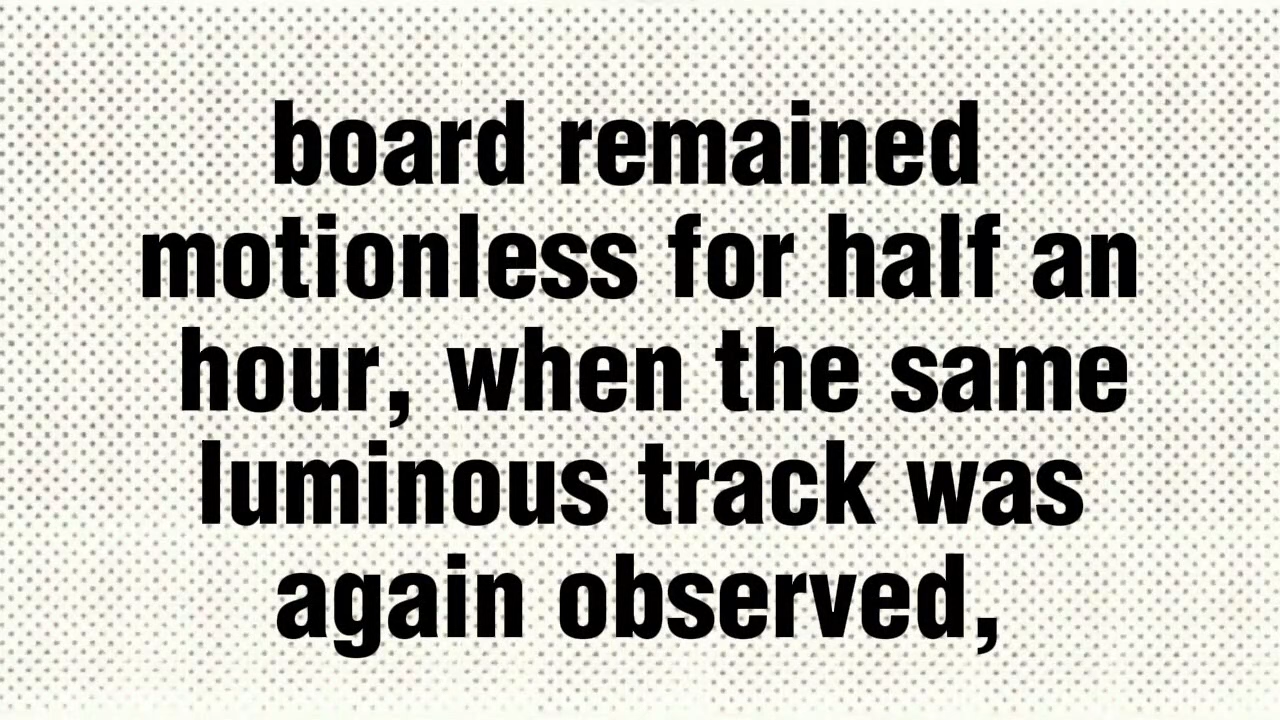 board remained
motionless for half an
hour, when the same
luminous track was
again observed,